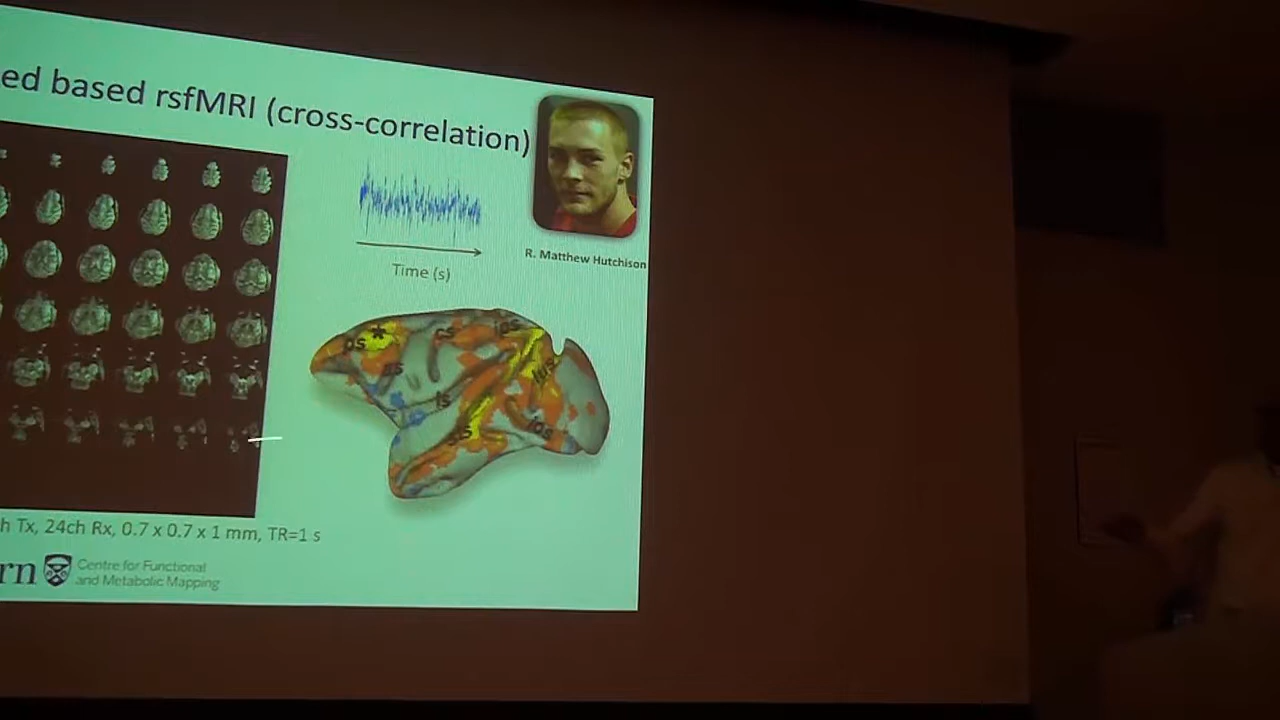 ed based rsfMRI (cross-correlation)
R. Matthew Hutchison
Time (s)
ps
*
cs
ips
as
ls
lus
sts
ios
h Tx, 24ch Rx, 0.7 x 0.7 x 1 mm, TR=1 s
rn
Centre for Functional
and Metabolic Mapping